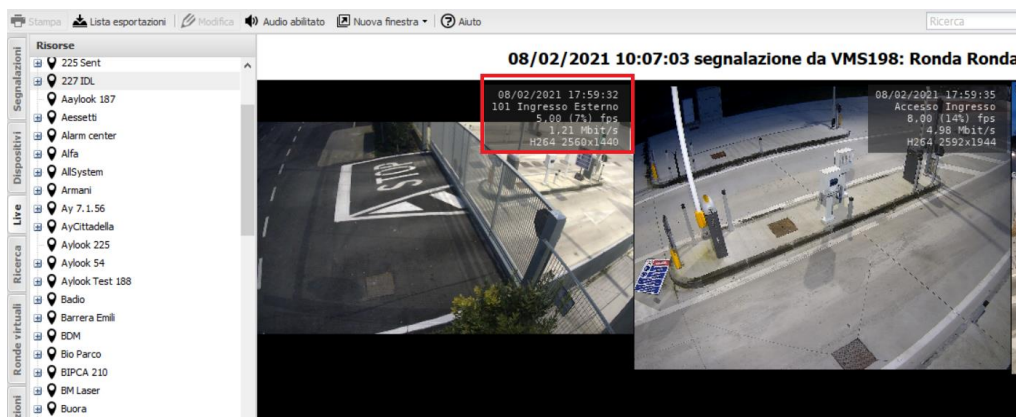 Stampa
Lista esportazioni
Modifica
Audio abilitato
Nuova finestra
Aiuto
Ricerca
Segnalazioni
Dispositivi
Live
Ricerca
Ronde virtuali
zioni
Risorse
225 Sent
227 IDL
Aaylook 187
Aessetti
Alarm center
Alfa
AllSystem
Armani
Ay 7.1.56
AyCittadella
Aylook 225
Aylook 54
Aylook Test 188
Badio
Barrera Emili
BDM
Bio Parco
BIPCA 210
BM Laser
Buora
08/02/2021 10:07:03 segnalazione da VMS198: Ronda Ronda
08/02/2021 17:59:32
101 Ingresso Esterno
5.00 (7%) fps
1.21 Mbit/s
H264 2560x1440
STOP
08/02/2021 17:59:35
Accesso Ingresso
8.00 (14%) fps
4.98 Mbit/s
H264 2592x1944